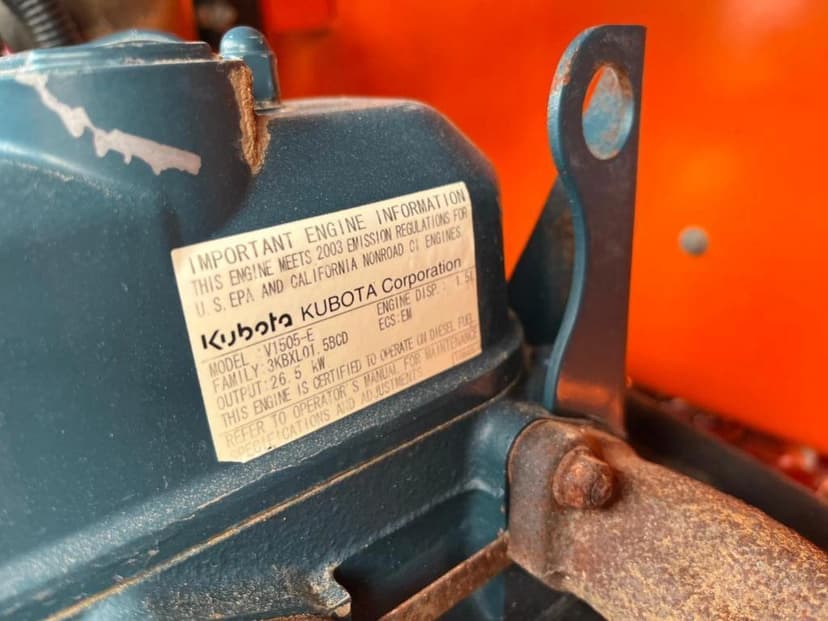 IMPORTANT ENGINE INFORMATION
THIS ENGINE MEETS 2003 EMISSION REGULATIONS FOR
U.S. EPA AND CALIFORNIA NONROAD CI ENGINES.
Kubota KUBOTA Corporation
MODEL :V1505-E ENGINE DISP.: 1.5L
FAMILY:3KBXL01.5BCD ECS:EM
OUTPUT:26.5 kW
THIS ENGINE IS CERTIFIED TO OPERATE ON DIESEL FUEL
REFER TO OPERATOR'S MANUAL FOR MAINTENANCE
SPECIFICATIONS AND ADJUSTMENTS